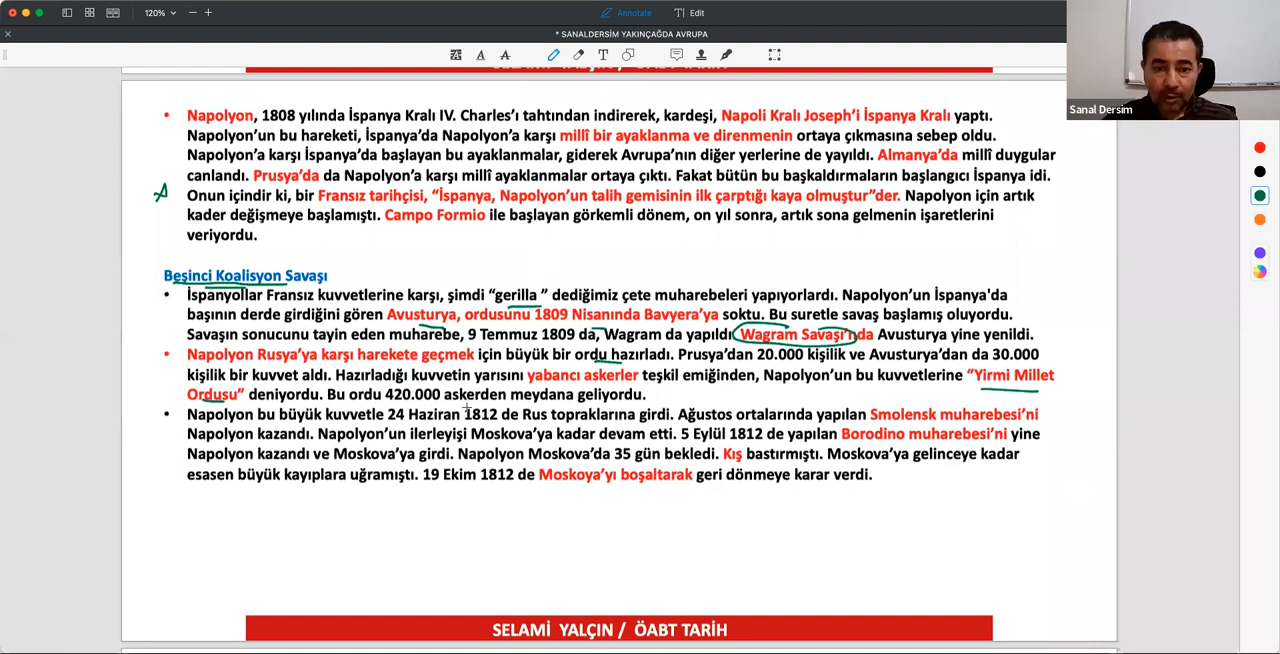 120%
Annotate
Edit
* SANALDERSİM YAKINÇAĞDA AVRUPA
Sanal Dersim
• Napolyon, 1808 yılında İspanya Kralı IV. Charles’ı tahtından indirerek, kardeşi, Napoli Kralı Joseph’i İspanya Kralı yaptı.
Napolyon’un bu hareketi, İspanya’da Napolyon’a karşı millî bir ayaklanma ve direnmenin ortaya çıkmasına sebep oldu.
Napolyon’a karşı İspanya’da başlayan bu ayaklanmalar, giderek Avrupa’nın diğer yerlerine de yayıldı. Almanya’da millî duygular
canlandı. Prusya’da da Napolyon’a karşı millî ayaklanmalar ortaya çıktı. Fakat bütün bu başkaldırmaların başlangıcı İspanya idi.
Onun içindir ki, bir Fransız tarihçisi, “İspanya, Napolyon’un talih gemisinin ilk çarptığı kaya olmuştur”der. Napolyon için artık
kader değişmeye başlamıştı. Campo Formio ile başlayan görkemli dönem, on yıl sonra, artık sona gelmenin işaretlerini
veriyordu.
Beşinci Koalisyon Savaşı
• İspanyollar Fransız kuvvetlerine karşı, şimdi “gerilla ” dediğimiz çete muharebeleri yapıyorlardı. Napolyon’un İspanya'da
başının derde girdiğini gören Avusturya, ordusunu 1809 Nisanında Bavyera’ya soktu. Bu suretle savaş başlamış oluyordu.
Savaşın sonucunu tayin eden muharebe, 9 Temmuz 1809 da, Wagram da yapıldı Wagram Savaşı’nda Avusturya yine yenildi.
• Napolyon Rusya’ya karşı harekete geçmek için büyük bir ordu hazırladı. Prusya’dan 20.000 kişilik ve Avusturya’dan da 30.000
kişilik bir kuvvet aldı. Hazırladığı kuvvetin yarısını yabancı askerler teşkil emiğinden, Napolyon’un bu kuvvetlerine “Yirmi Millet
Ordusu” deniyordu. Bu ordu 420.000 askerden meydana geliyordu.
• Napolyon bu büyük kuvvetle 24 Haziran 1812 de Rus topraklarına girdi. Ağustos ortalarında yapılan Smolensk muharebesi’ni
Napolyon kazandı. Napolyon’un ilerleyişi Moskova’ya kadar devam etti. 5 Eylül 1812 de yapılan Borodino muharebesi’ni yine
Napolyon kazandı ve Moskova’ya girdi. Napolyon Moskova’da 35 gün bekledi. Kış bastırmıştı. Moskova’ya gelinceye kadar
esasen büyük kayıplara uğramıştı. 19 Ekim 1812 de Moskoya’yı boşaltarak geri dönmeye karar verdi.
SELAMİ YALÇIN / ÖABT TARİH